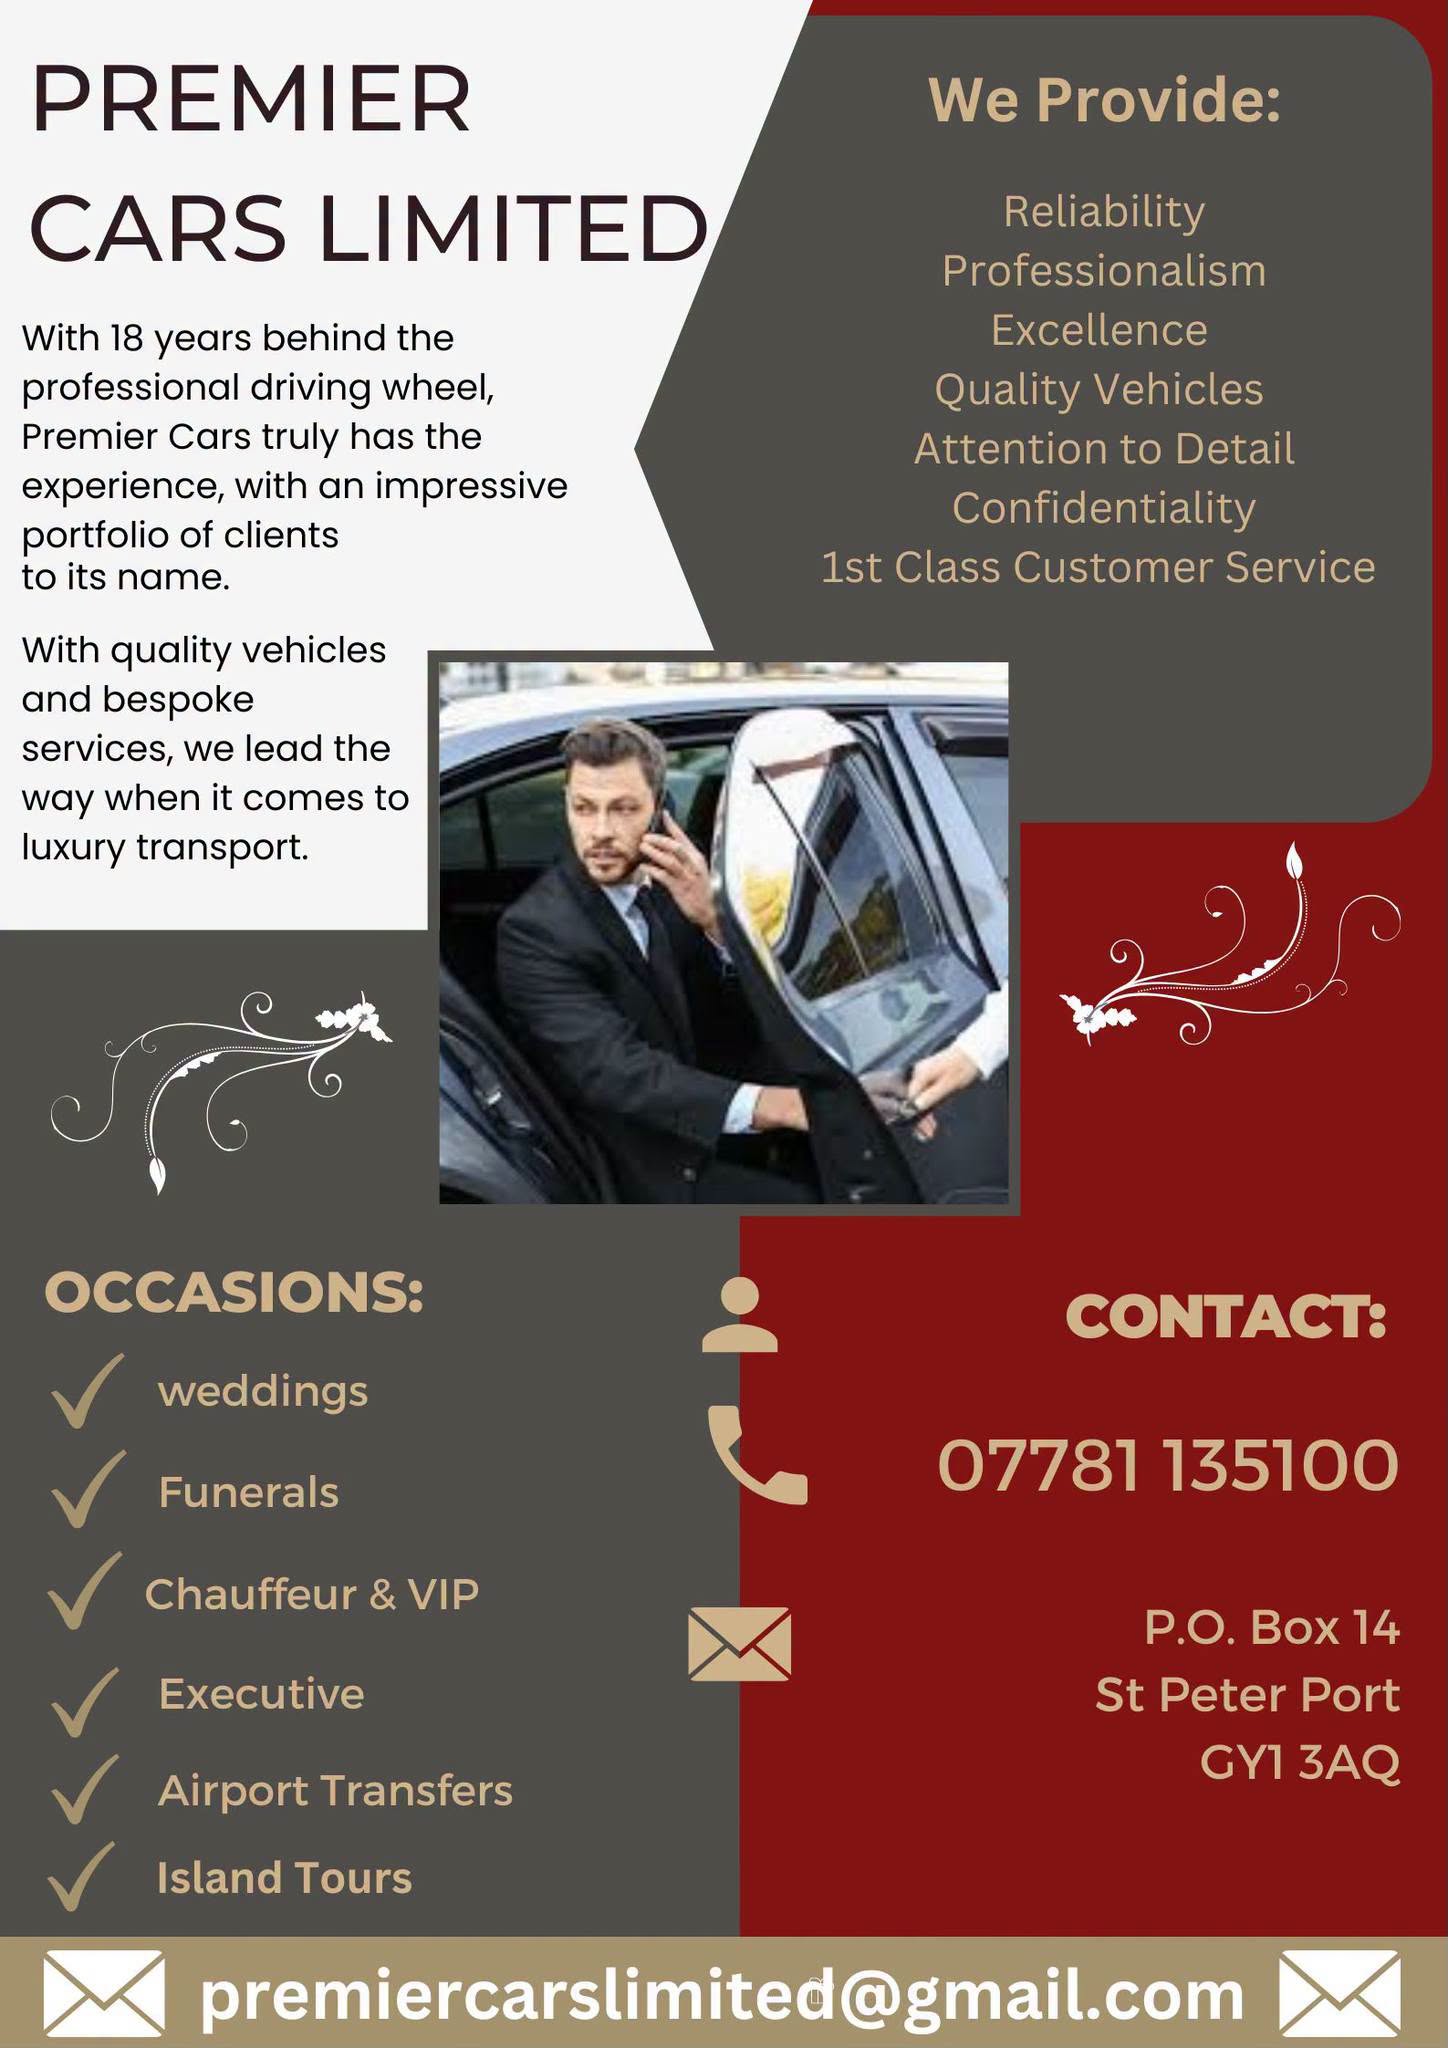 PREMIER
CARS LIMITED
With 18 years behind the
professional driving wheel,
Premier Cars truly has the
experience, with an impressive
portfolio of clients
to its name.
With quality vehicles
and bespoke
services, we lead the
way when it comes to
luxury transport.
We Provide:
Reliability
Professionalism
Excellence
Quality Vehicles
Attention to Detail
Confidentiality
1st Class Customer Service
OCCASIONS:
weddings
Funerals
Chauffeur & VIP
Executive
Airport Transfers
Island Tours
CONTACT:
07781 135100
P.O. Box 14
St Peter Port
GY1 3AQ
premiercarslimited@gmail.com